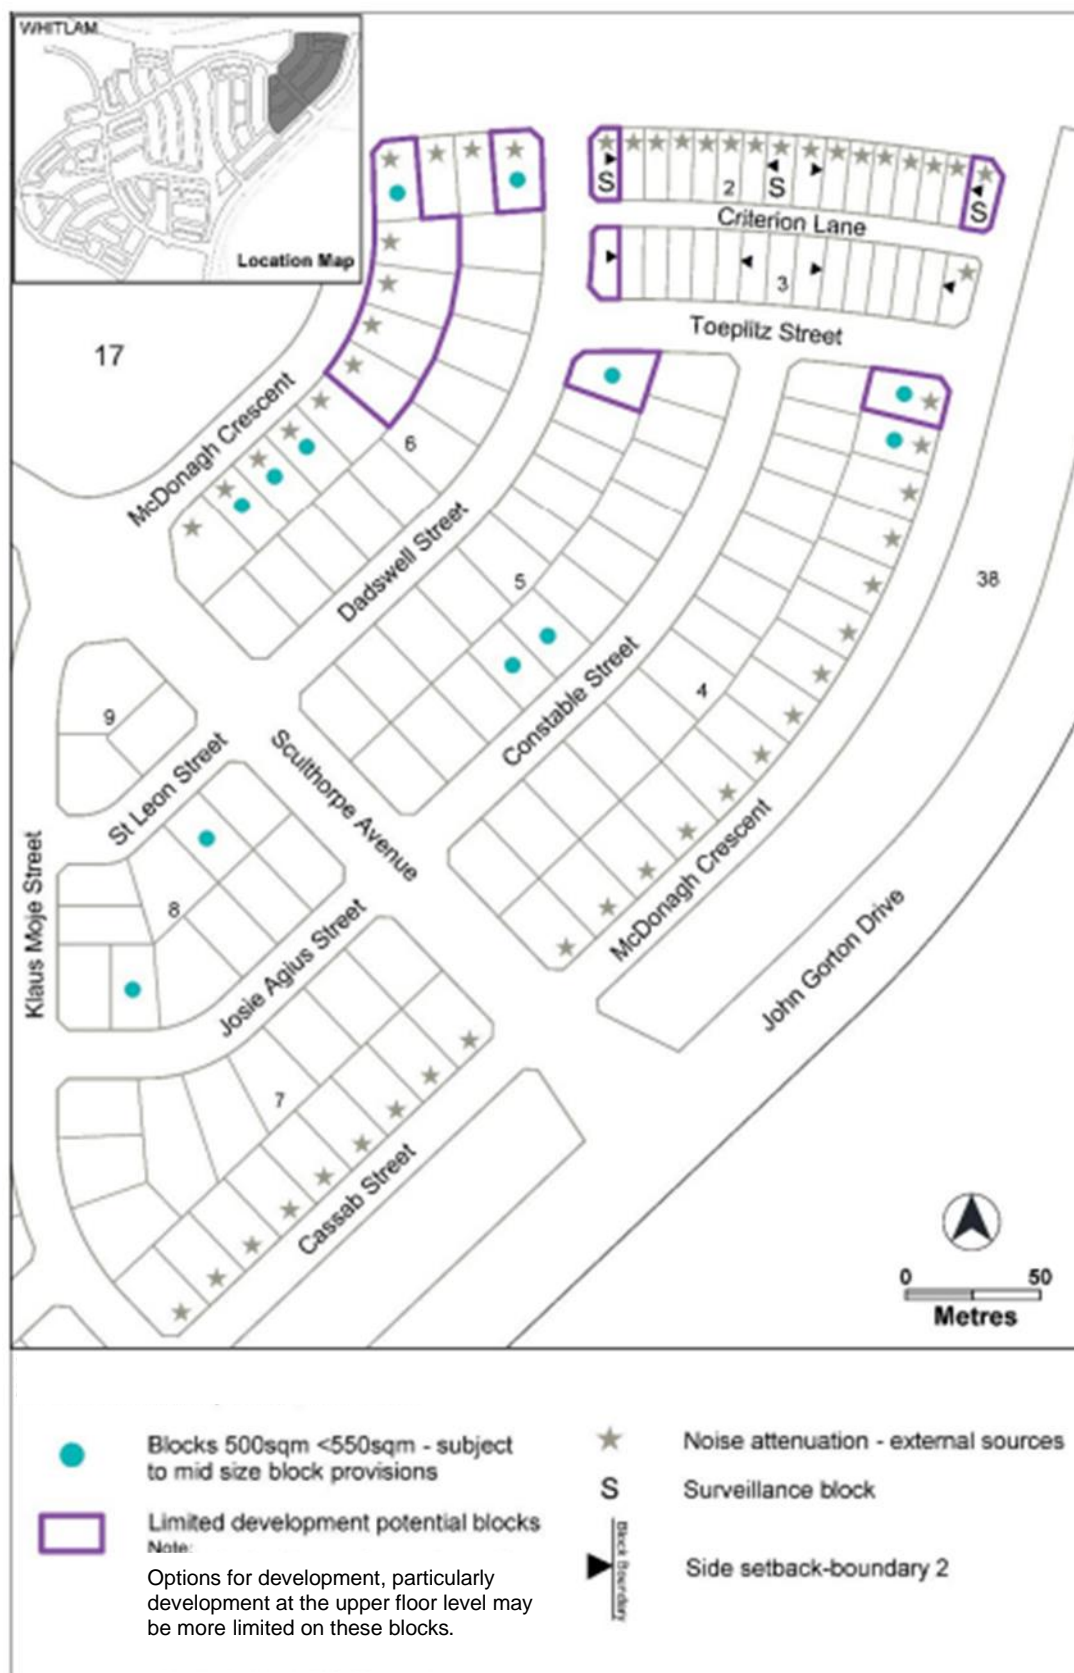 WHITLAM
Location Map
17
S
2
S
S
Criterion Lane
3
Toeplitz Street
McDonagh Crescent
6
Dadswell Street
5
38
Constable Street
4
9
St Leon Street
Sculthorpe Avenue
Klaus Moje Street
8
McDonagh Crescent
Josie Agius Street
John Gorton Drive
7
Cassab Street
0 50
Metres
Blocks 500sqm <550sqm - subject
to mid size block provisions
Limited development potential blocks
Note:
Options for development, particularly
development at the upper floor level may
be more limited on these blocks.
Noise attenuation - external sources
S Surveillance block
Block Boundary
Side setback-boundary 2